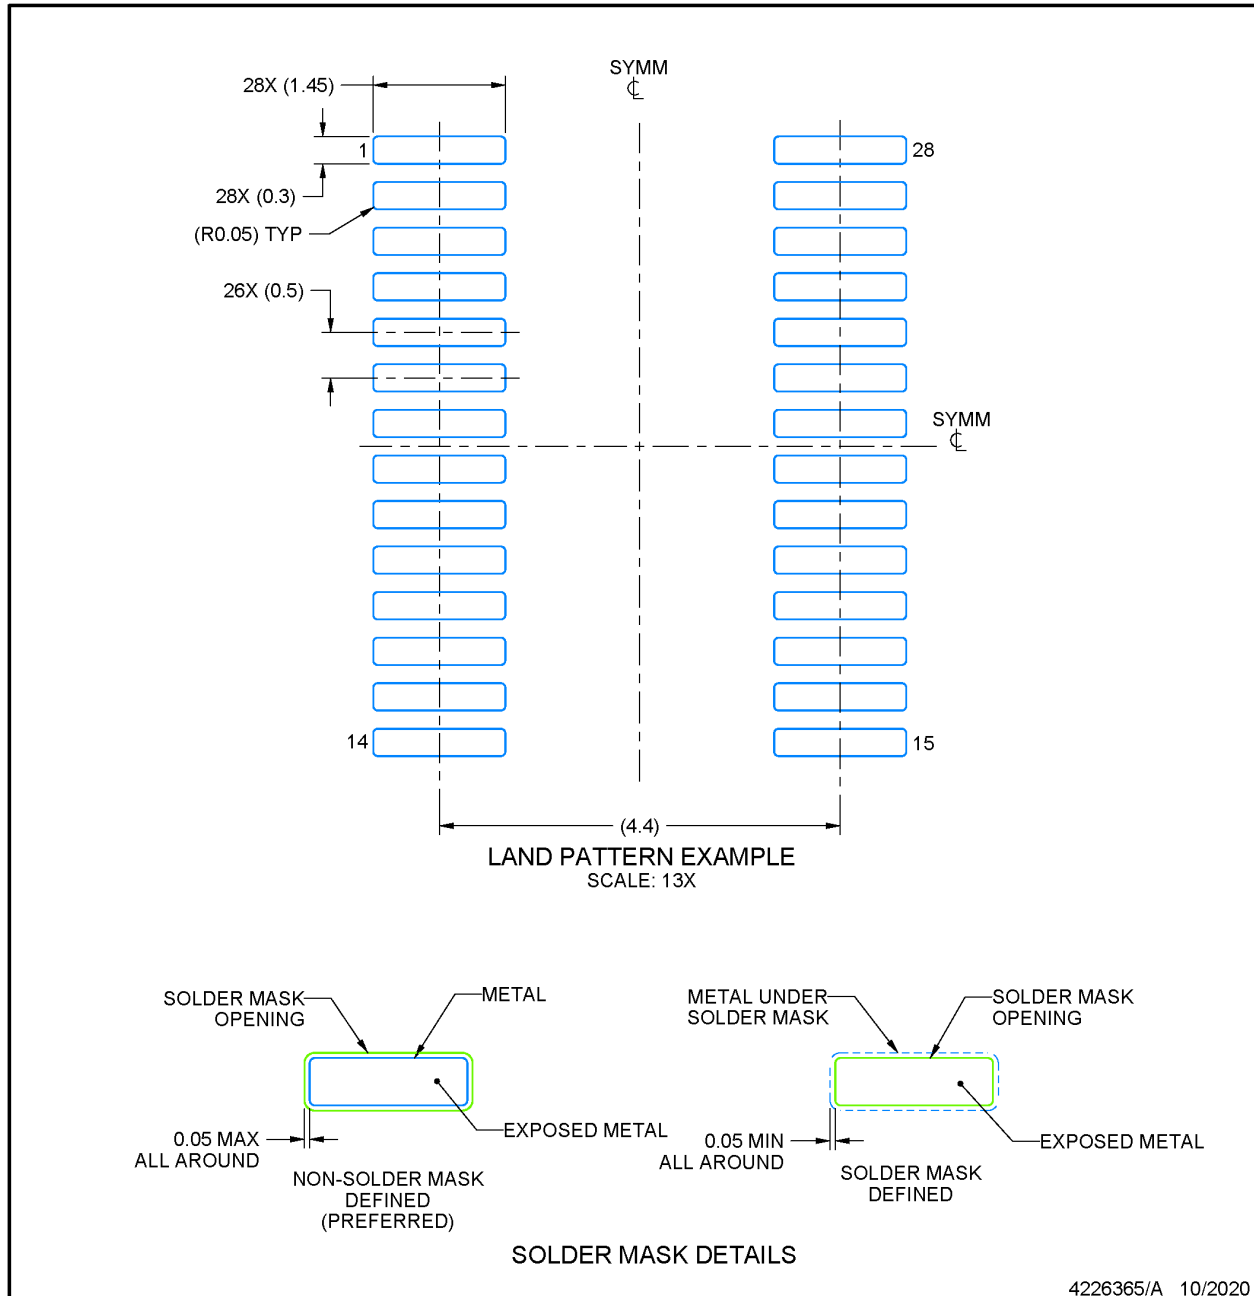 SYMM
℄
28X (1.45)
1
28
28X (0.3)
(R0.05) TYP
26X (0.5)
SYMM
℄
14
15
(4.4)
LAND PATTERN EXAMPLE
SCALE: 13X
SOLDER MASK
OPENING
METAL
EXPOSED METAL
0.05 MAX
ALL AROUND
NON-SOLDER MASK
DEFINED
(PREFERRED)
METAL UNDER
SOLDER MASK
SOLDER MASK
OPENING
EXPOSED METAL
0.05 MIN
ALL AROUND
SOLDER MASK
DEFINED
SOLDER MASK DETAILS
4226365/A 10/2020